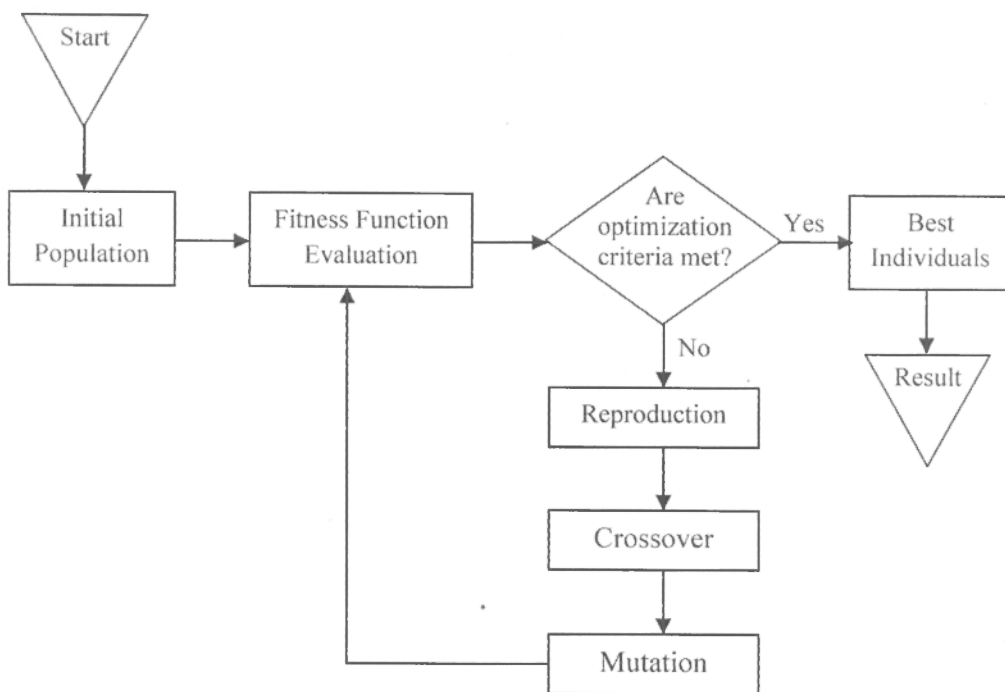 Start
Initial
Population
Fitness Function
Evaluation
Are
optimization
criteria met?
Yes
Best
Individuals
Result
No
Reproduction
Crossover
Mutation